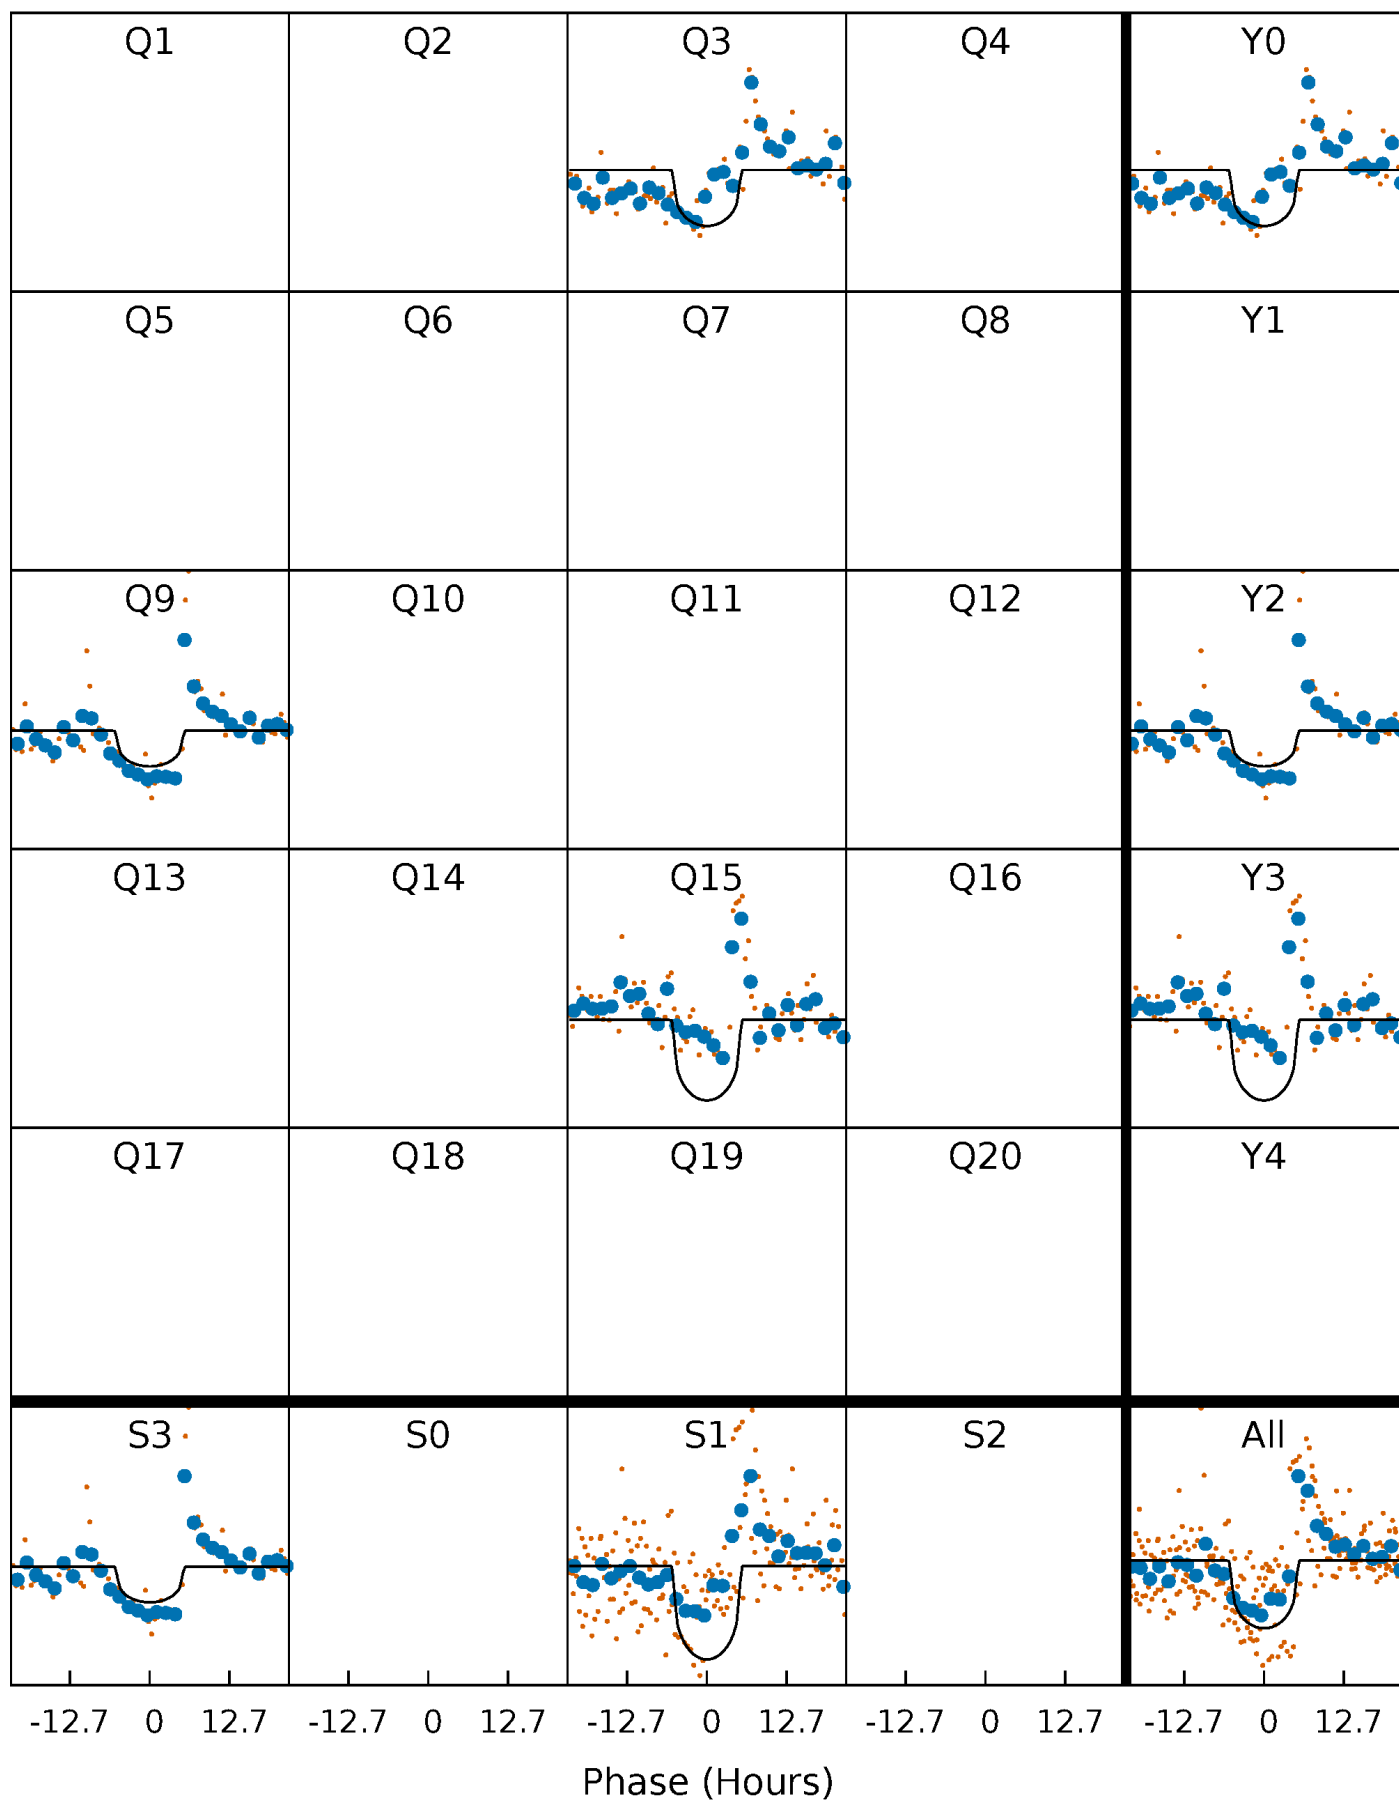 Q1 Q2 Q3 Q4 Y0
Q5 Q6 Q7 Q8 Y1
Q9 Q10 Q11 Q12 Y2
Q13 Q14 Q15 Q16 Y3
Q17 Q18 Q19 Q20 Y4
S3 S0 S1 S2 All
-12.7 0 12.7 -12.7 0 12.7 -12.7 0 12.7 -12.7 0 12.7 -12.7 0 12.7
Phase (Hours)